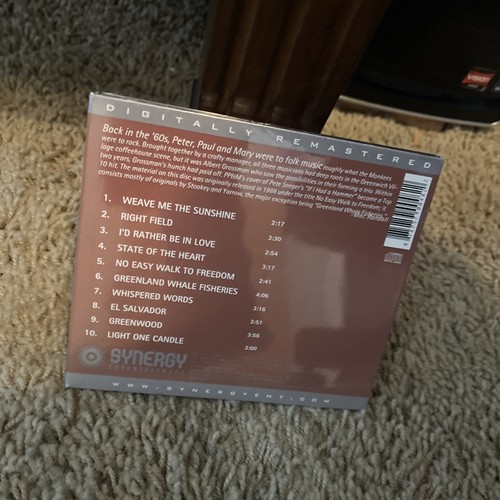 DIGITALLY REMASTERED
Back in the '60s, Peter, Paul and Mary were to folk music roughly what the Monkees
were to rock. Brought together by a crafty manager, all three musicians had deep roots in the Greenwich Vil-
lage coffeehouse scene, but it was Albert Grossman who saw the possibilities in their forming a trio. Within
two years, Grossman's hunch had paid off. PP&M's cover of Pete Seeger's "If I Had a Hammer" became a Top
10 hit. The material on this disc was originally released in 1988 under the title No Easy Walk to Freedom; it
consists mostly of originals by Stookey and Yarrow, the major exception being "Greenland Whale Fisheries."
1. WEAVE ME THE SUNSHINE 2:17
2. RIGHT FIELD 3:30
3. I'D RATHER BE IN LOVE 2:54
4. STATE OF THE HEART 3:17
5. NO EASY WALK TO FREEDOM 2:41
6. GREENLAND WHALE FISHERIES 4:06
7. WHISPERED WORDS 3:16
8. EL SALVADOR 3:51
9. GREENWOOD 3:56
10. LIGHT ONE CANDLE 3:00
SYNERGY
ENTERTAINMENT
WWW.SYNERGYENT.COM